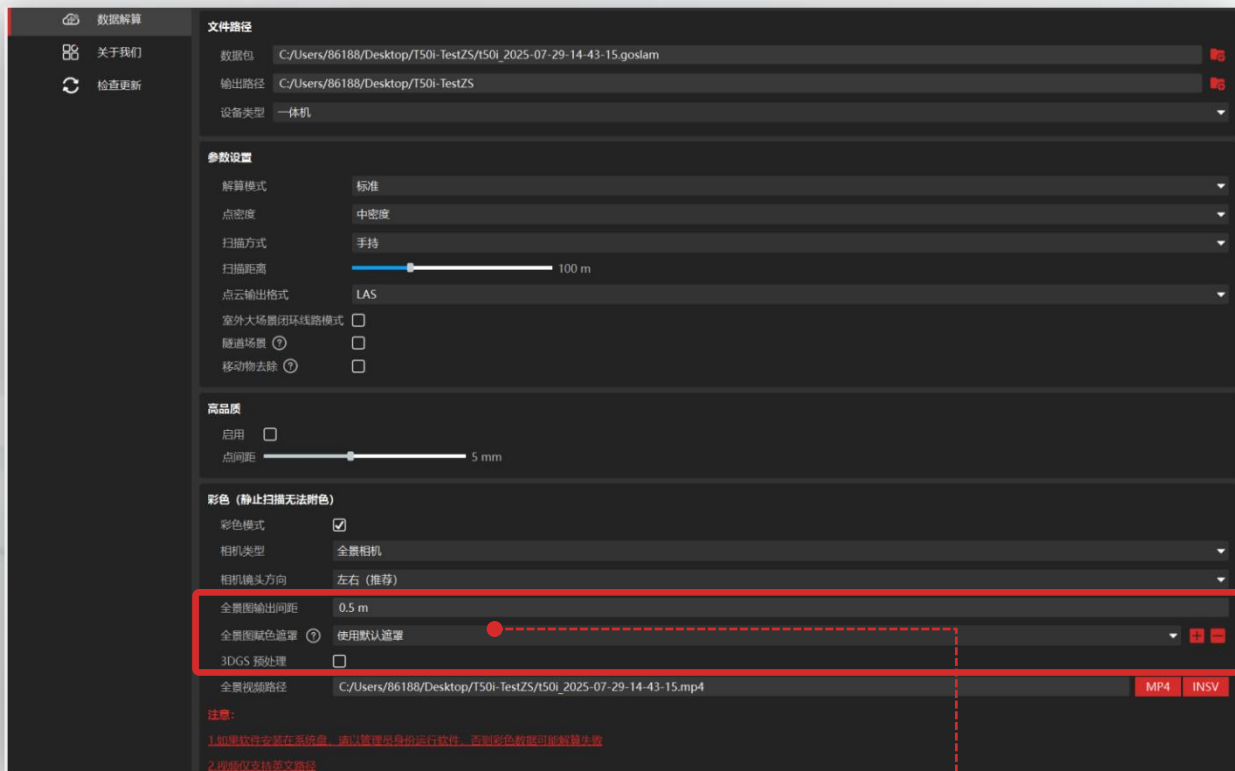 数据解算
关于我们
检查更新
文件路径
数据包 C:/Users/86188/Desktop/T50i-TestZS/t50i_2025-07-29-14-43-15.goslam
输出路径 C:/Users/86188/Desktop/T50i-TestZS
设备类型 一体机
参数设置
解算模式 标准
点密度 中密度
扫描方式 手持
扫描距离 100 m
点云输出格式 LAS
室外大场景闭环线路模式
隧道场景 ?
移动物去除 ?
高品质
启用
点间距 5 mm
彩色（静止扫描无法附色）
彩色模式
相机类型 全景相机
相机镜头方向 左右（推荐）
全景图输出间距 0.5 m
全景图赋色遮罩 ? 使用默认遮罩
3DGS 预处理
全景视频路径 C:/Users/86188/Desktop/T50i-TestZS/t50i_2025-07-29-14-43-15.mp4 MP4 INSV
注意：
1.如果软件安装在系统盘，请以管理员身份运行软件，否则彩色数据可能解算失败
2.视频仅支持英文路径